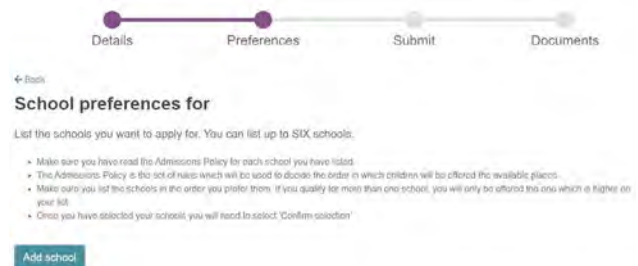 Details Preferences Submit Documents
← Back
School preferences for
List the schools you want to apply for. You can list up to SIX schools.
• Make sure you have read the Admissions Policy for each school you have listed.
• The Admissions Policy is the set of rules which will be used to decide the order in which children will be offered the available places.
• Make sure you list the schools in the order you prefer them. If you qualify for more than one school, you will only be offered the one which is higher on
your list
• Once you have selected your schools you will need to select 'Confirm selection'
Add school